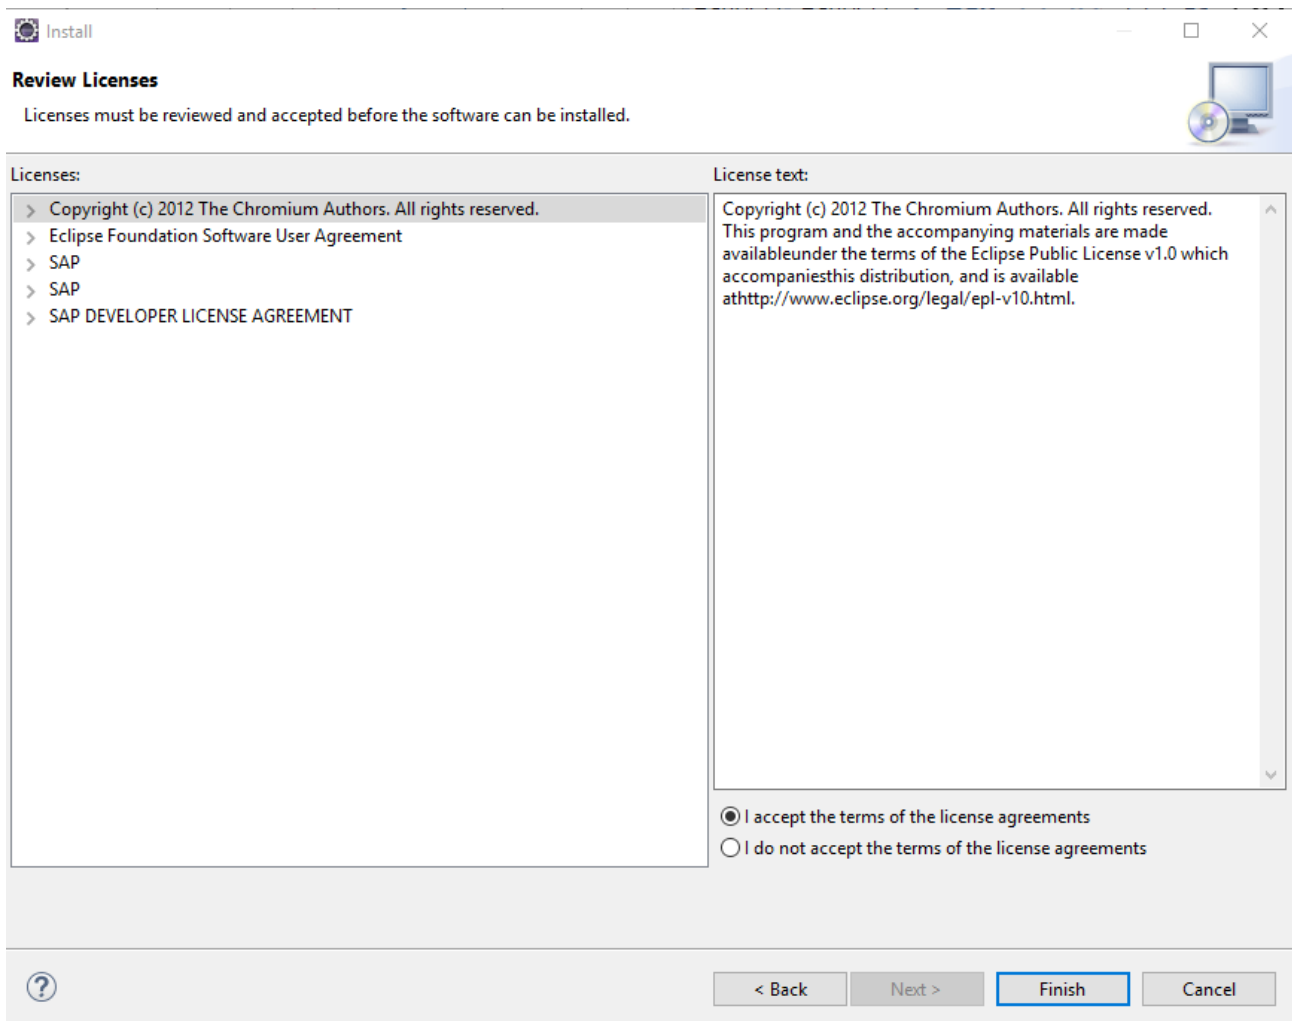 Install
Review Licenses
Licenses must be reviewed and accepted before the software can be installed.
Licenses:
Copyright (c) 2012 The Chromium Authors. All rights reserved.
Eclipse Foundation Software User Agreement
SAP
SAP
SAP DEVELOPER LICENSE AGREEMENT
License text:
Copyright (c) 2012 The Chromium Authors. All rights reserved.
This program and the accompanying materials are made
availableunder the terms of the Eclipse Public License v1.0 which
accompaniesthis distribution, and is available
athttp://www.eclipse.org/legal/epl-v10.html.
I accept the terms of the license agreements
I do not accept the terms of the license agreements
?
< Back
Next >
Finish
Cancel